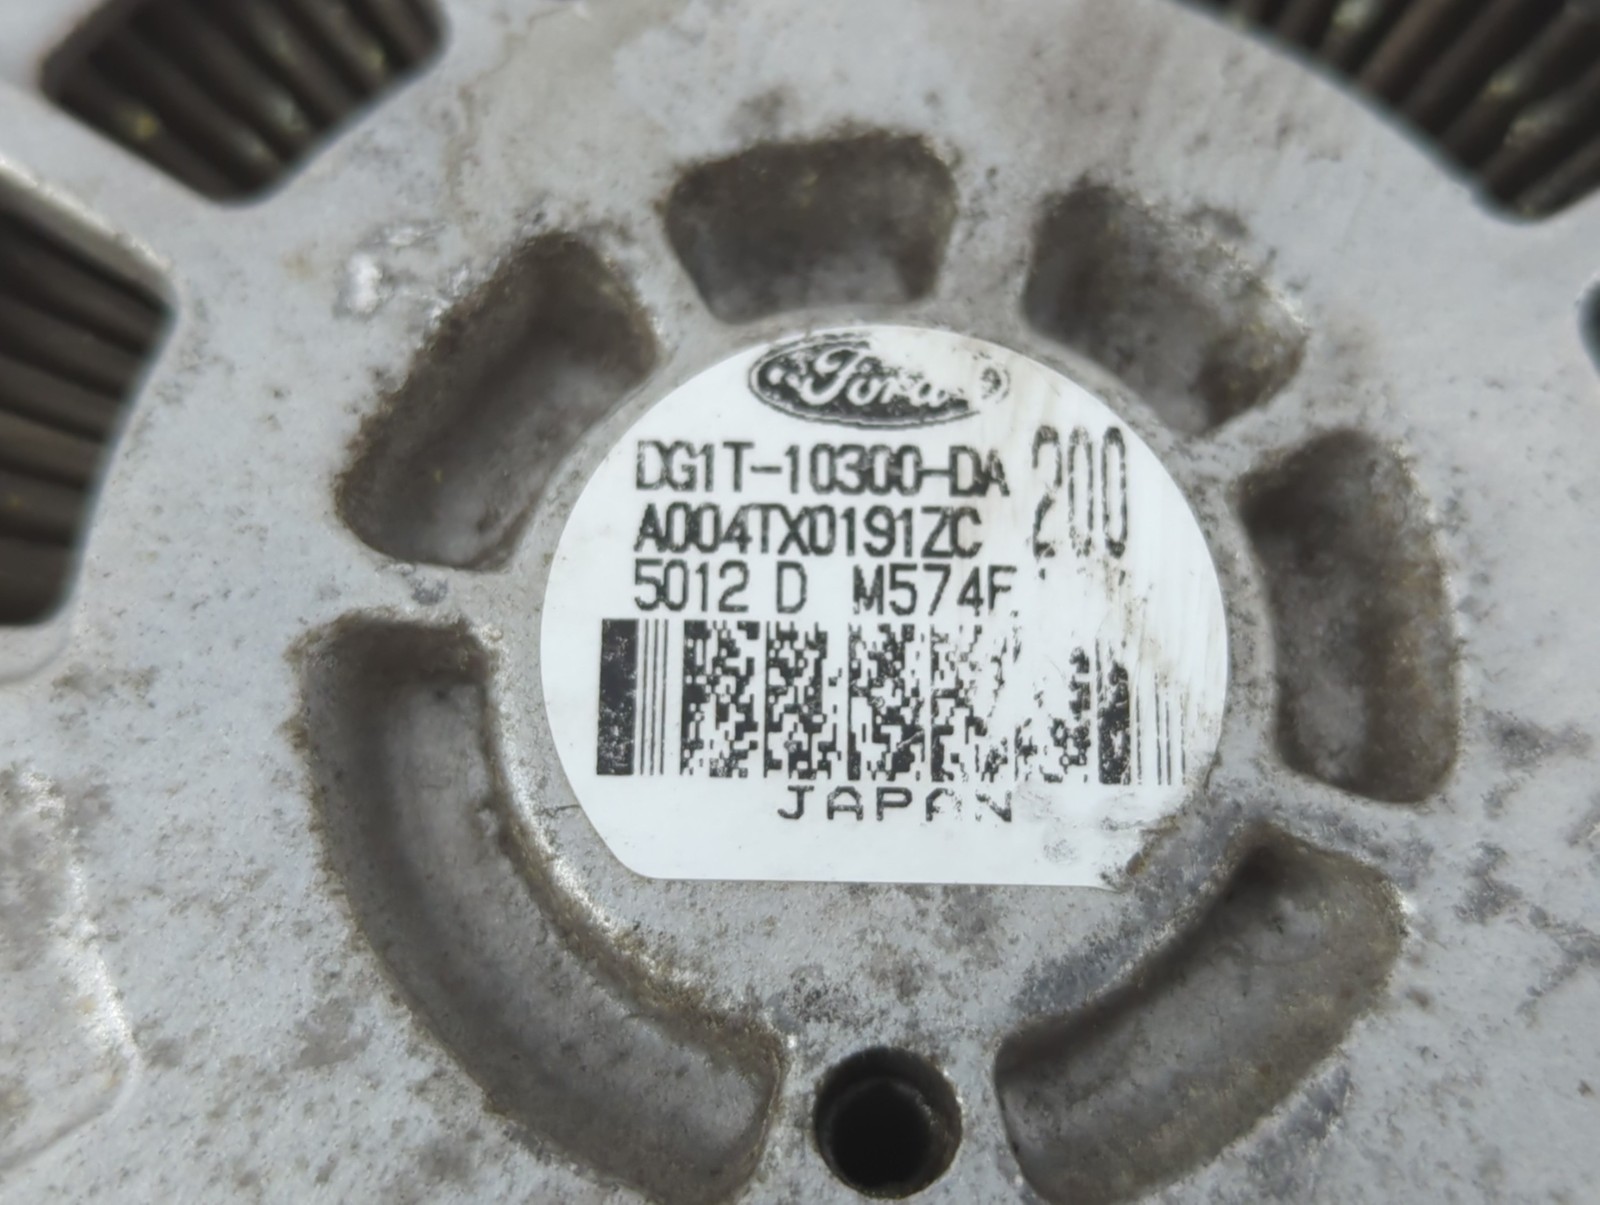 Ford
DG1T-10300-DA 200
A004TX0191ZC
5012 D M574F
JAPAN